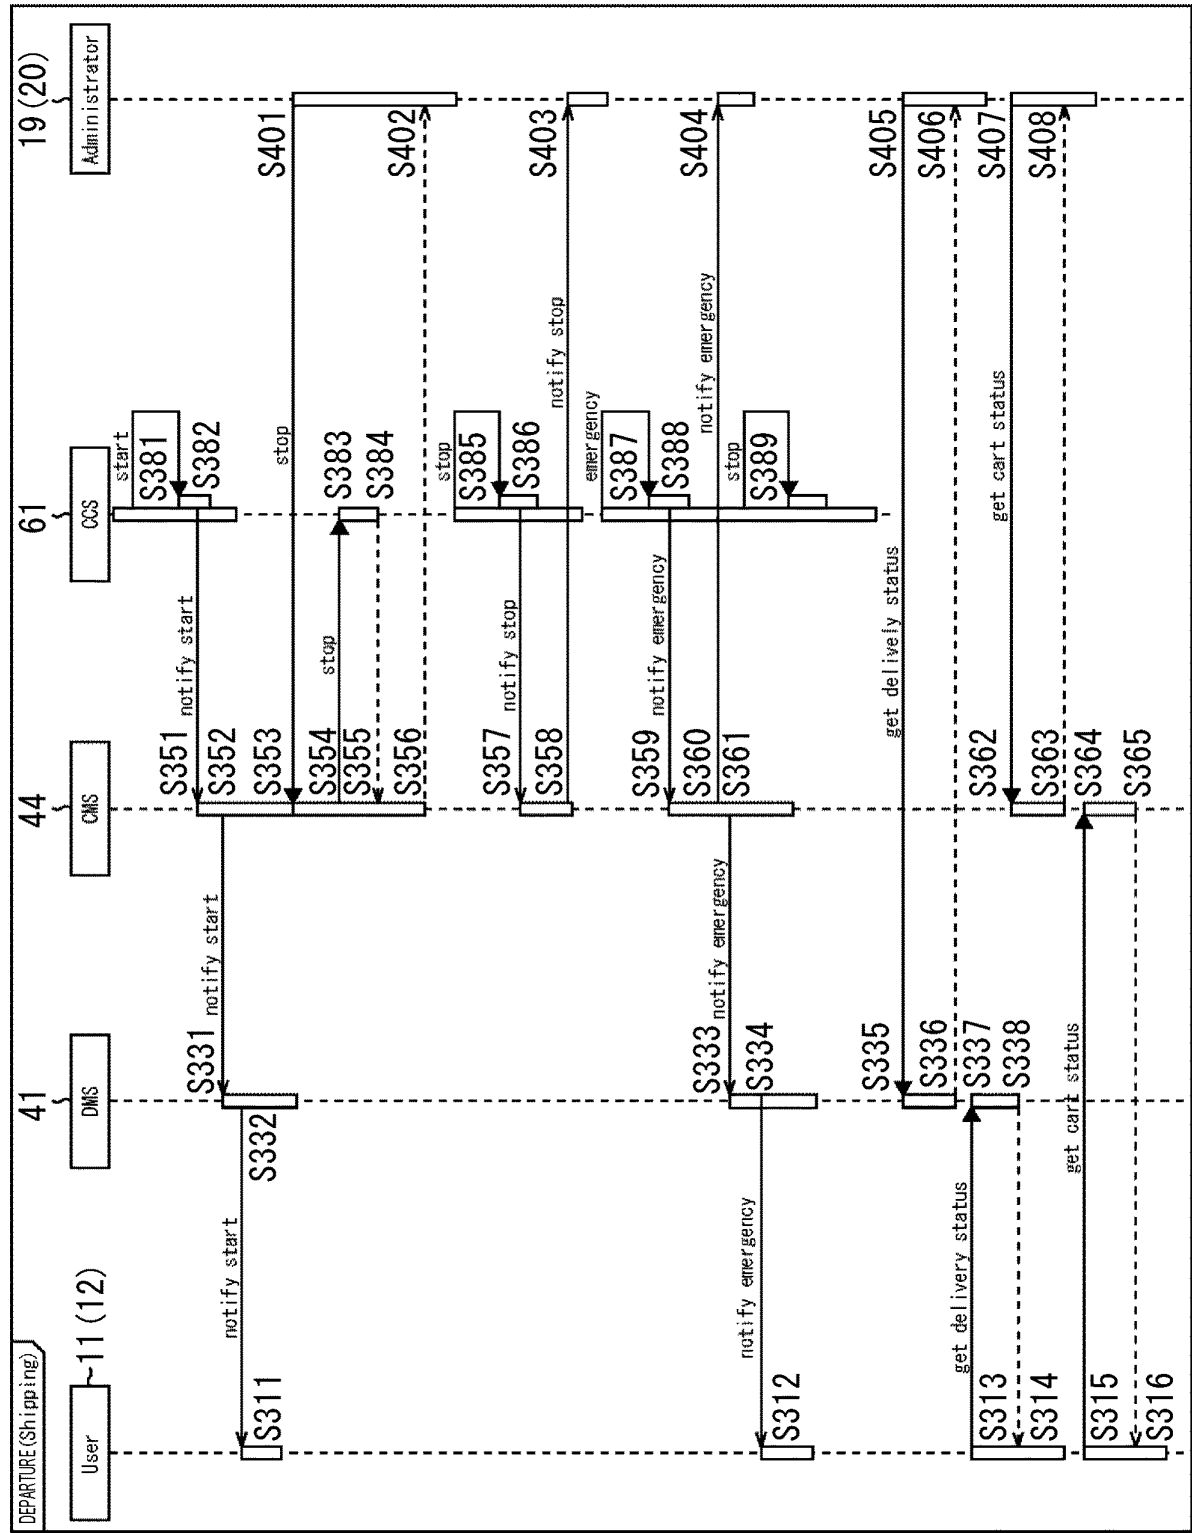 DEPARTURE(Shipping)
User
~11(12)
41
DMS
44
CMS
61
CCS
19(20)
Administrator
start
S381
S382
notify start
S351
S352
notify start
S331
S332
notify start
S311
stop
S401
S353
S354
stop
S383
S384
S355
S356
S402
stop
S385
S386
notify stop
S357
S358
notify stop
S403
emergency
S387
S388
notify emergency
S359
S360
S361
notify emergency
S404
stop
S389
notify emergency
S333
S334
notify emergency
S312
get delively status
S405
S335
S336
S406
get delivery status
S313
S337
S338
S314
get cart status
S407
S362
S363
S408
get cart status
S315
S364
S365
S316